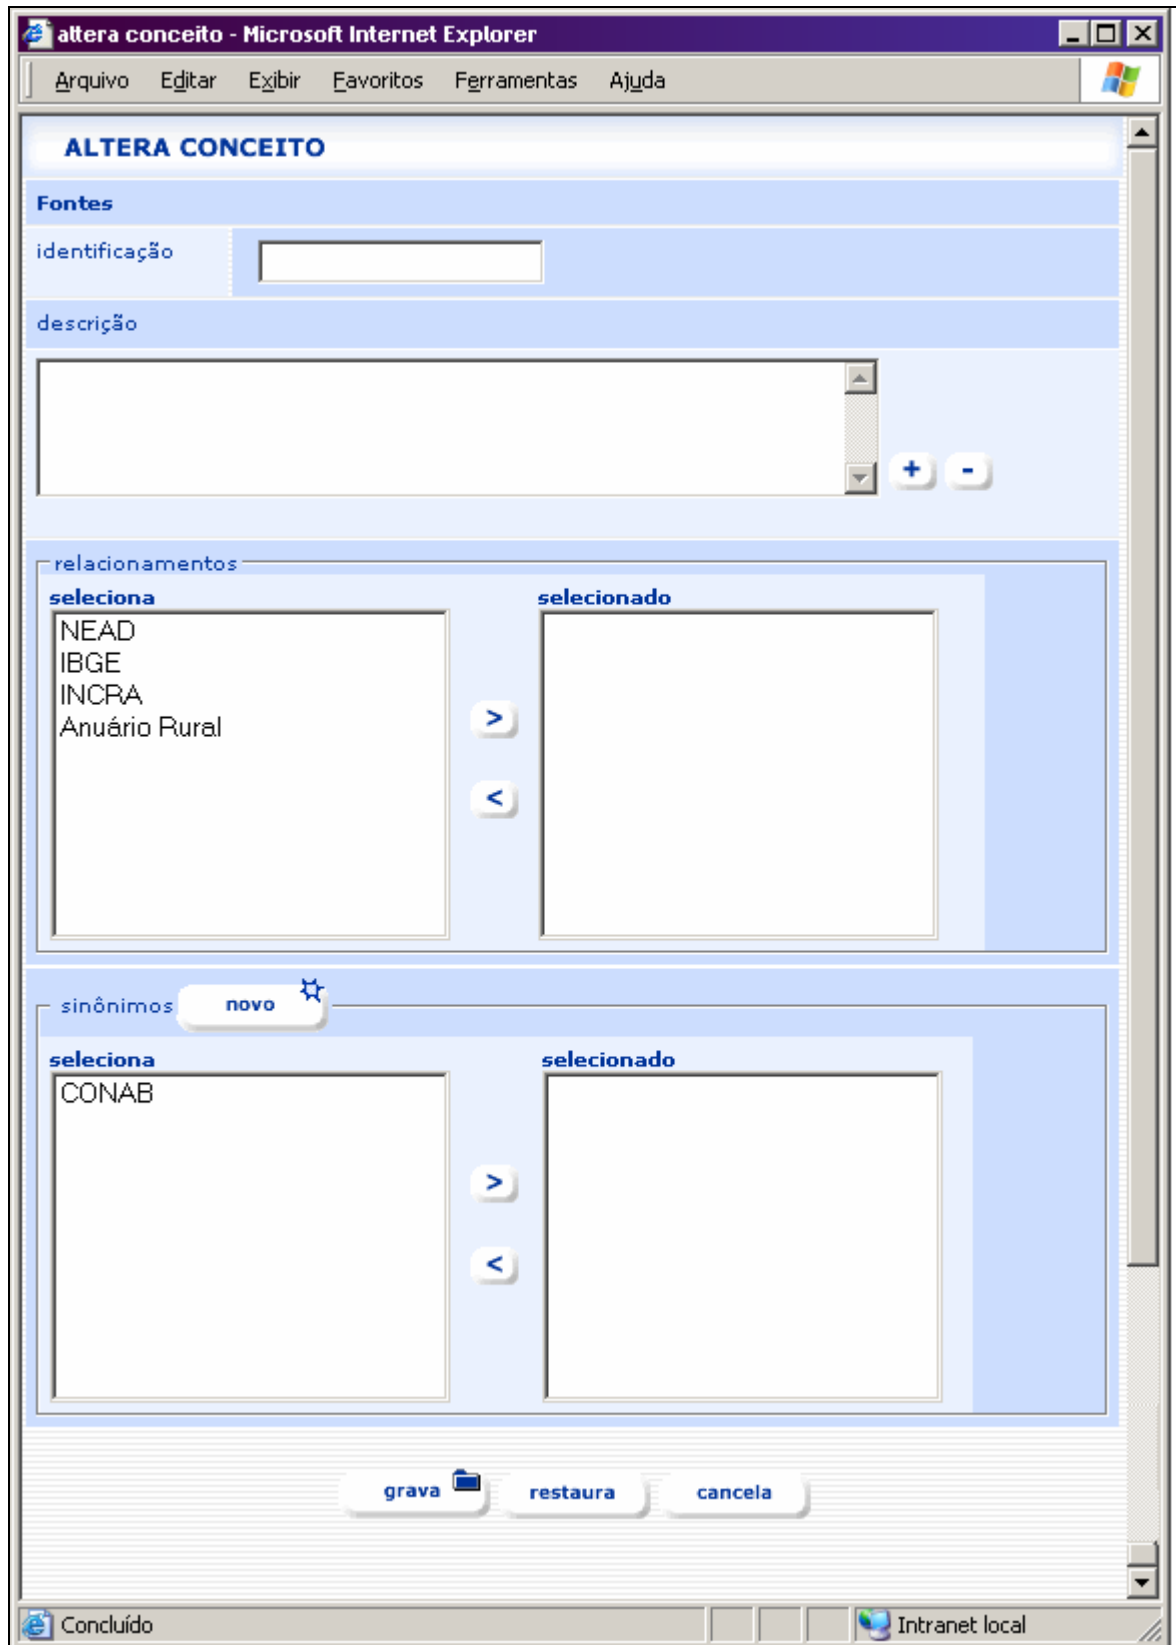 altera conceito - Microsoft Internet Explorer
Arquivo Editar Exibir Favoritos Ferramentas Ajuda
ALTERA CONCEITO
Fontes
identificação
descrição
+ -
relacionamentos
seleciona selecionado
NEAD
IBGE
INCRA
Anuário Rural
>
<
sinônimos novo
seleciona selecionado
CONAB
>
<
grava restaura cancela
Concluído Intranet local